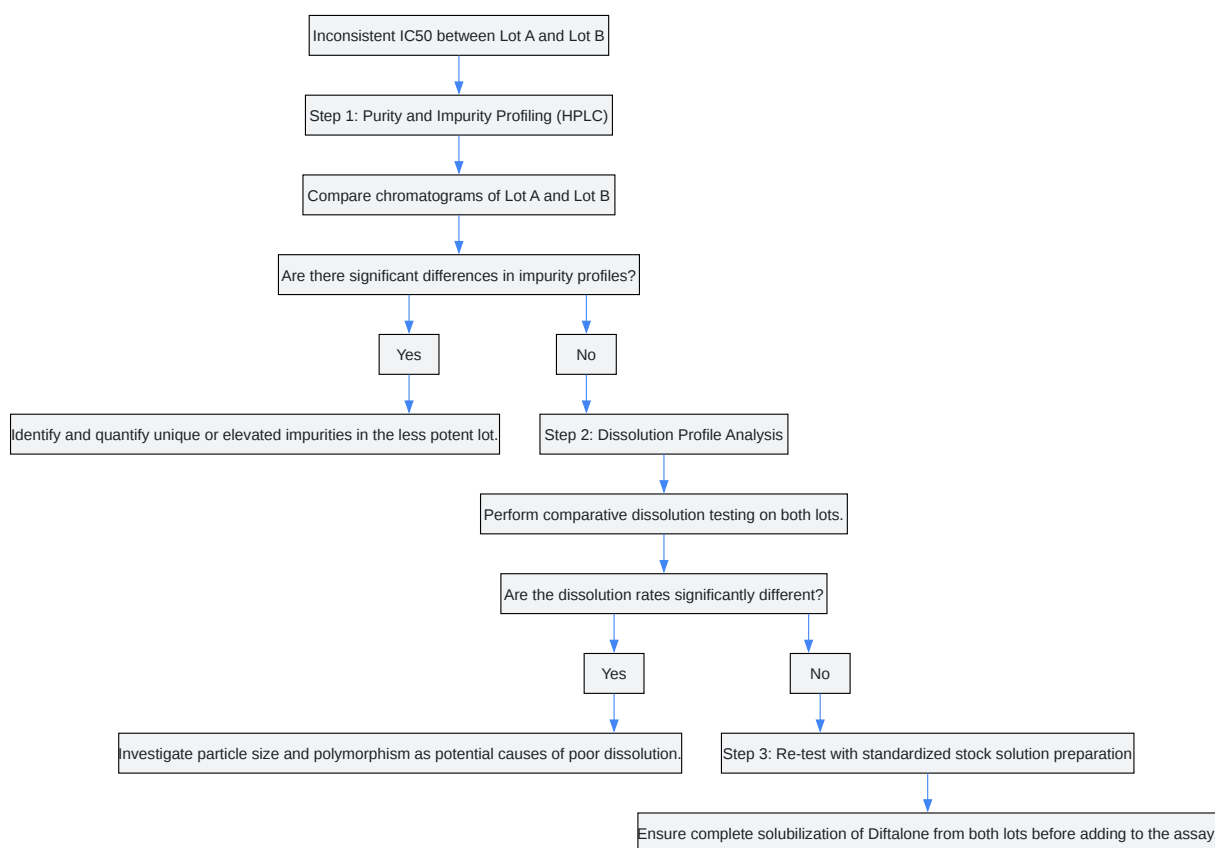 Inconsistent IC50 between Lot A and Lot B
Step 1: Purity and Impurity Profiling (HPLC)
Compare chromatograms of Lot A and Lot B
Are there significant differences in impurity profiles?
Yes
No
Identify and quantify unique or elevated impurities in the less potent lot.
Step 2: Dissolution Profile Analysis
Perform comparative dissolution testing on both lots.
Are the dissolution rates significantly different?
Yes
No
Investigate particle size and polymorphism as potential causes of poor dissolution.
Step 3: Re-test with standardized stock solution preparation
Ensure complete solubilization of Diftalone from both lots before adding to the assay